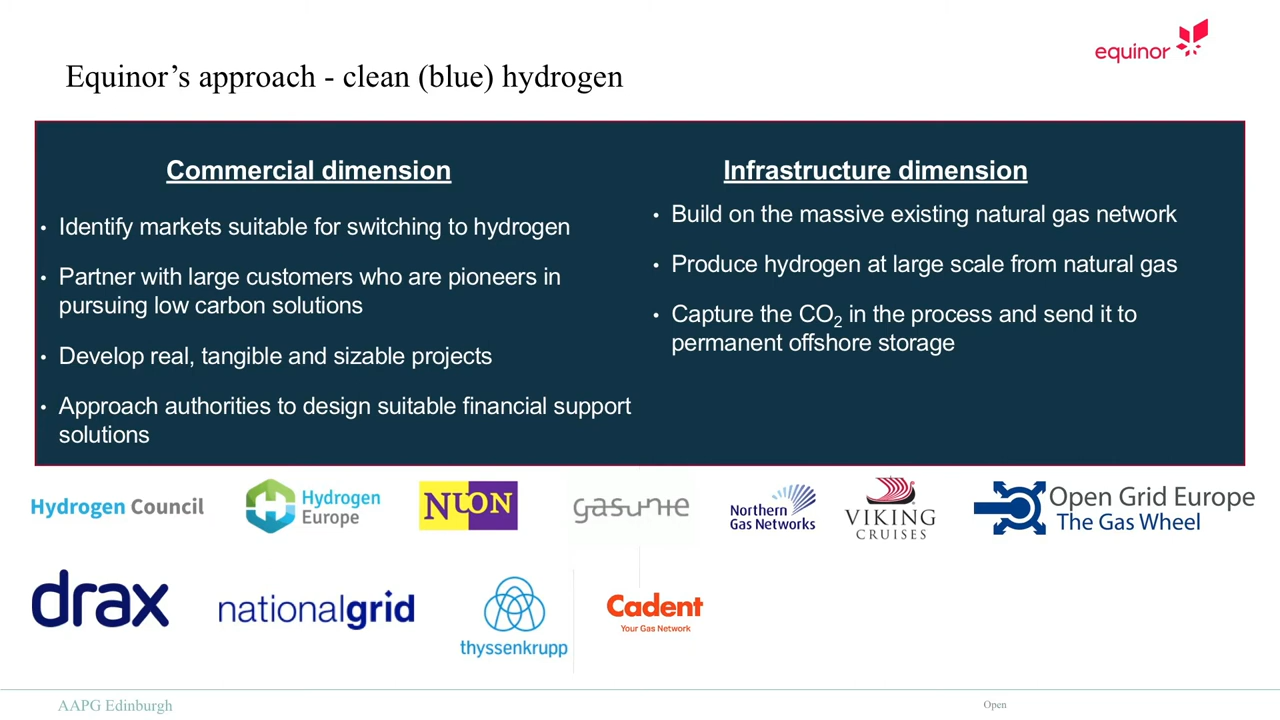 equinor
Equinor’s approach - clean (blue) hydrogen
Commercial dimension
• Identify markets suitable for switching to hydrogen
• Partner with large customers who are pioneers in
pursuing low carbon solutions
• Develop real, tangible and sizable projects
• Approach authorities to design suitable financial support
solutions
Infrastructure dimension
• Build on the massive existing natural gas network
• Produce hydrogen at large scale from natural gas
• Capture the CO₂ in the process and send it to
permanent offshore storage
Hydrogen Council
Hydrogen
Europe
NUON
gasunie
Northern
Gas Networks
VIKING
CRUISES
Open Grid Europe
The Gas Wheel
drax
nationalgrid
thyssenkrupp
Cadent
Your Gas Network
AAPG Edinburgh
Open